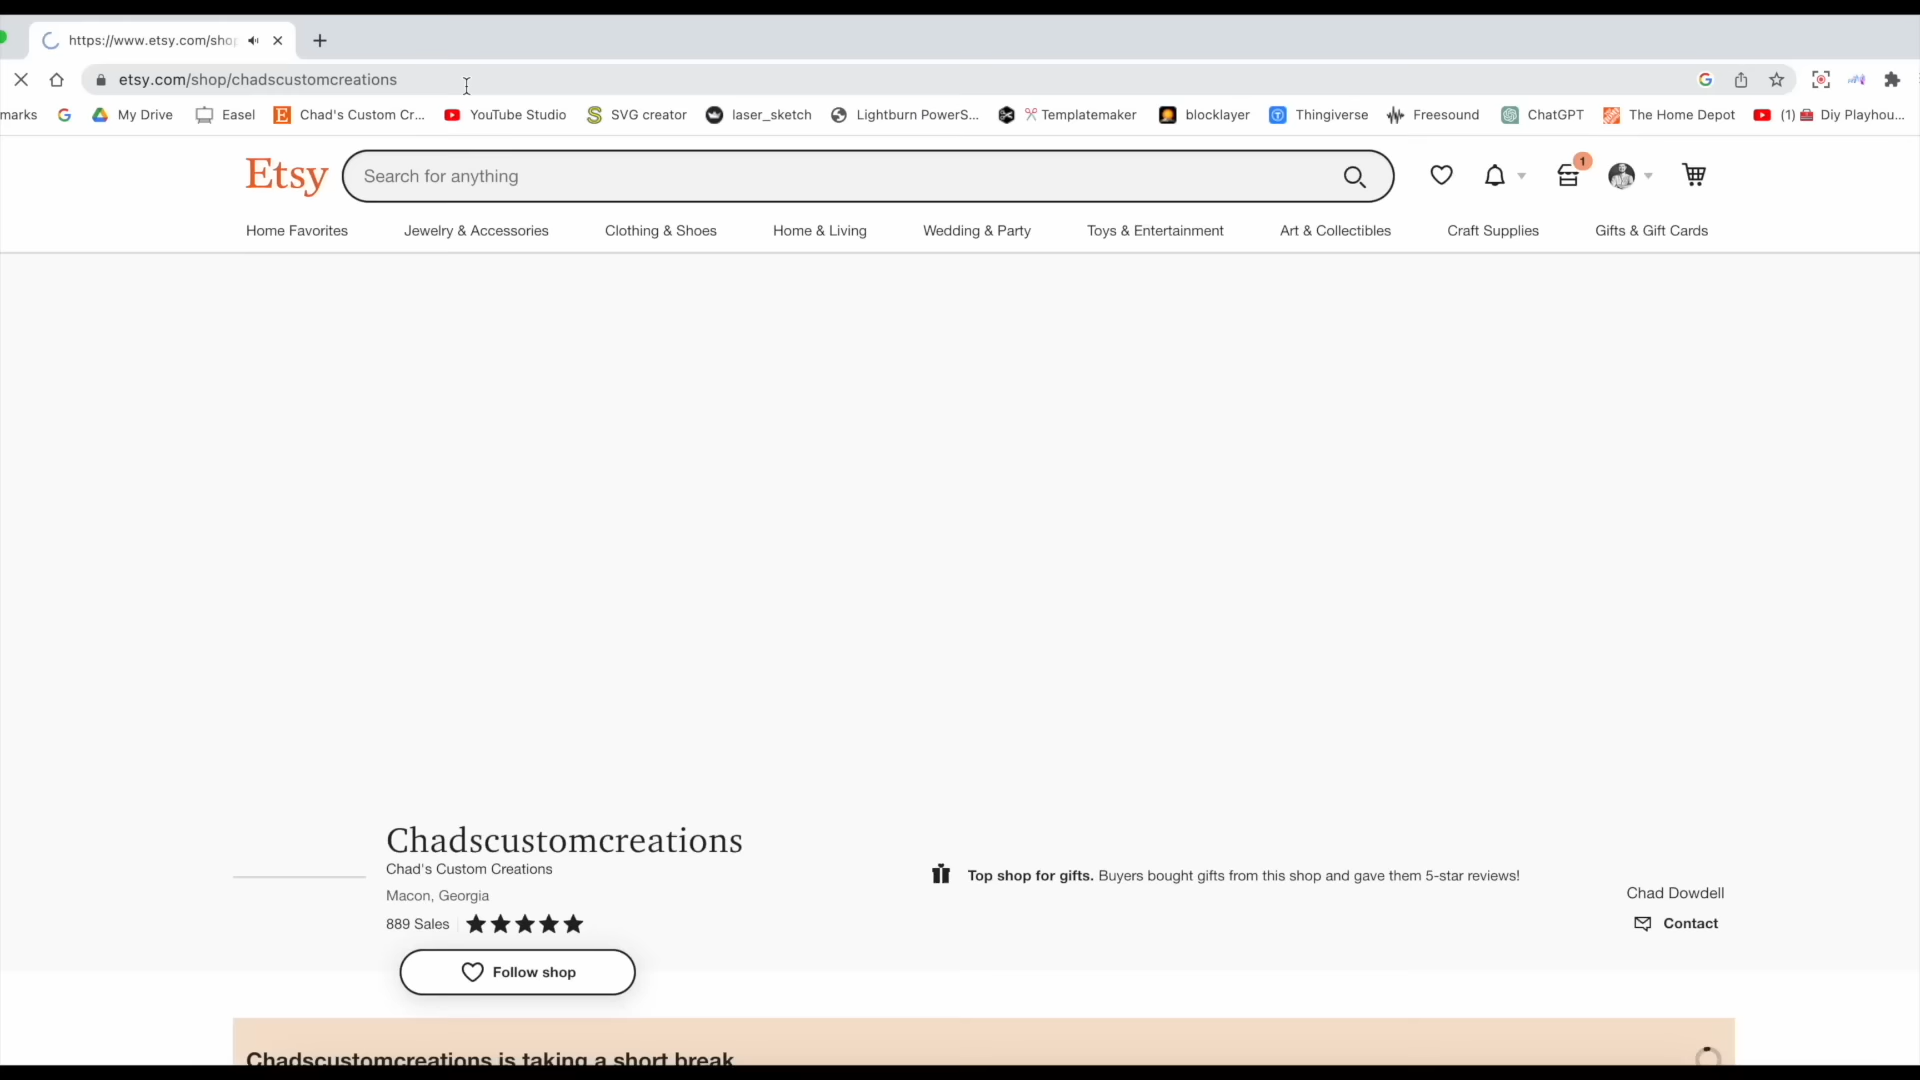 https://www.etsy.com/sho
etsy.com/shop/chadscustomcreations
marks
My Drive
Easel
Chad's Custom Cr...
YouTube Studio
SVG creator
laser_sketch
Lightburn PowerS...
Templatemaker
blocklayer
Thingiverse
Freesound
ChatGPT
The Home Depot
(1) Diy Playhou...
Etsy
Search for anything
1
Home Favorites
Jewelry & Accessories
Clothing & Shoes
Home & Living
Wedding & Party
Toys & Entertainment
Art & Collectibles
Craft Supplies
Gifts & Gift Cards
Chadscustomcreations
Chad's Custom Creations
Macon, Georgia
889 Sales
Follow shop
Top shop for gifts. Buyers bought gifts from this shop and gave them 5-star reviews!
Chad Dowdell
Contact
Chadscustomcreations is taking a short break